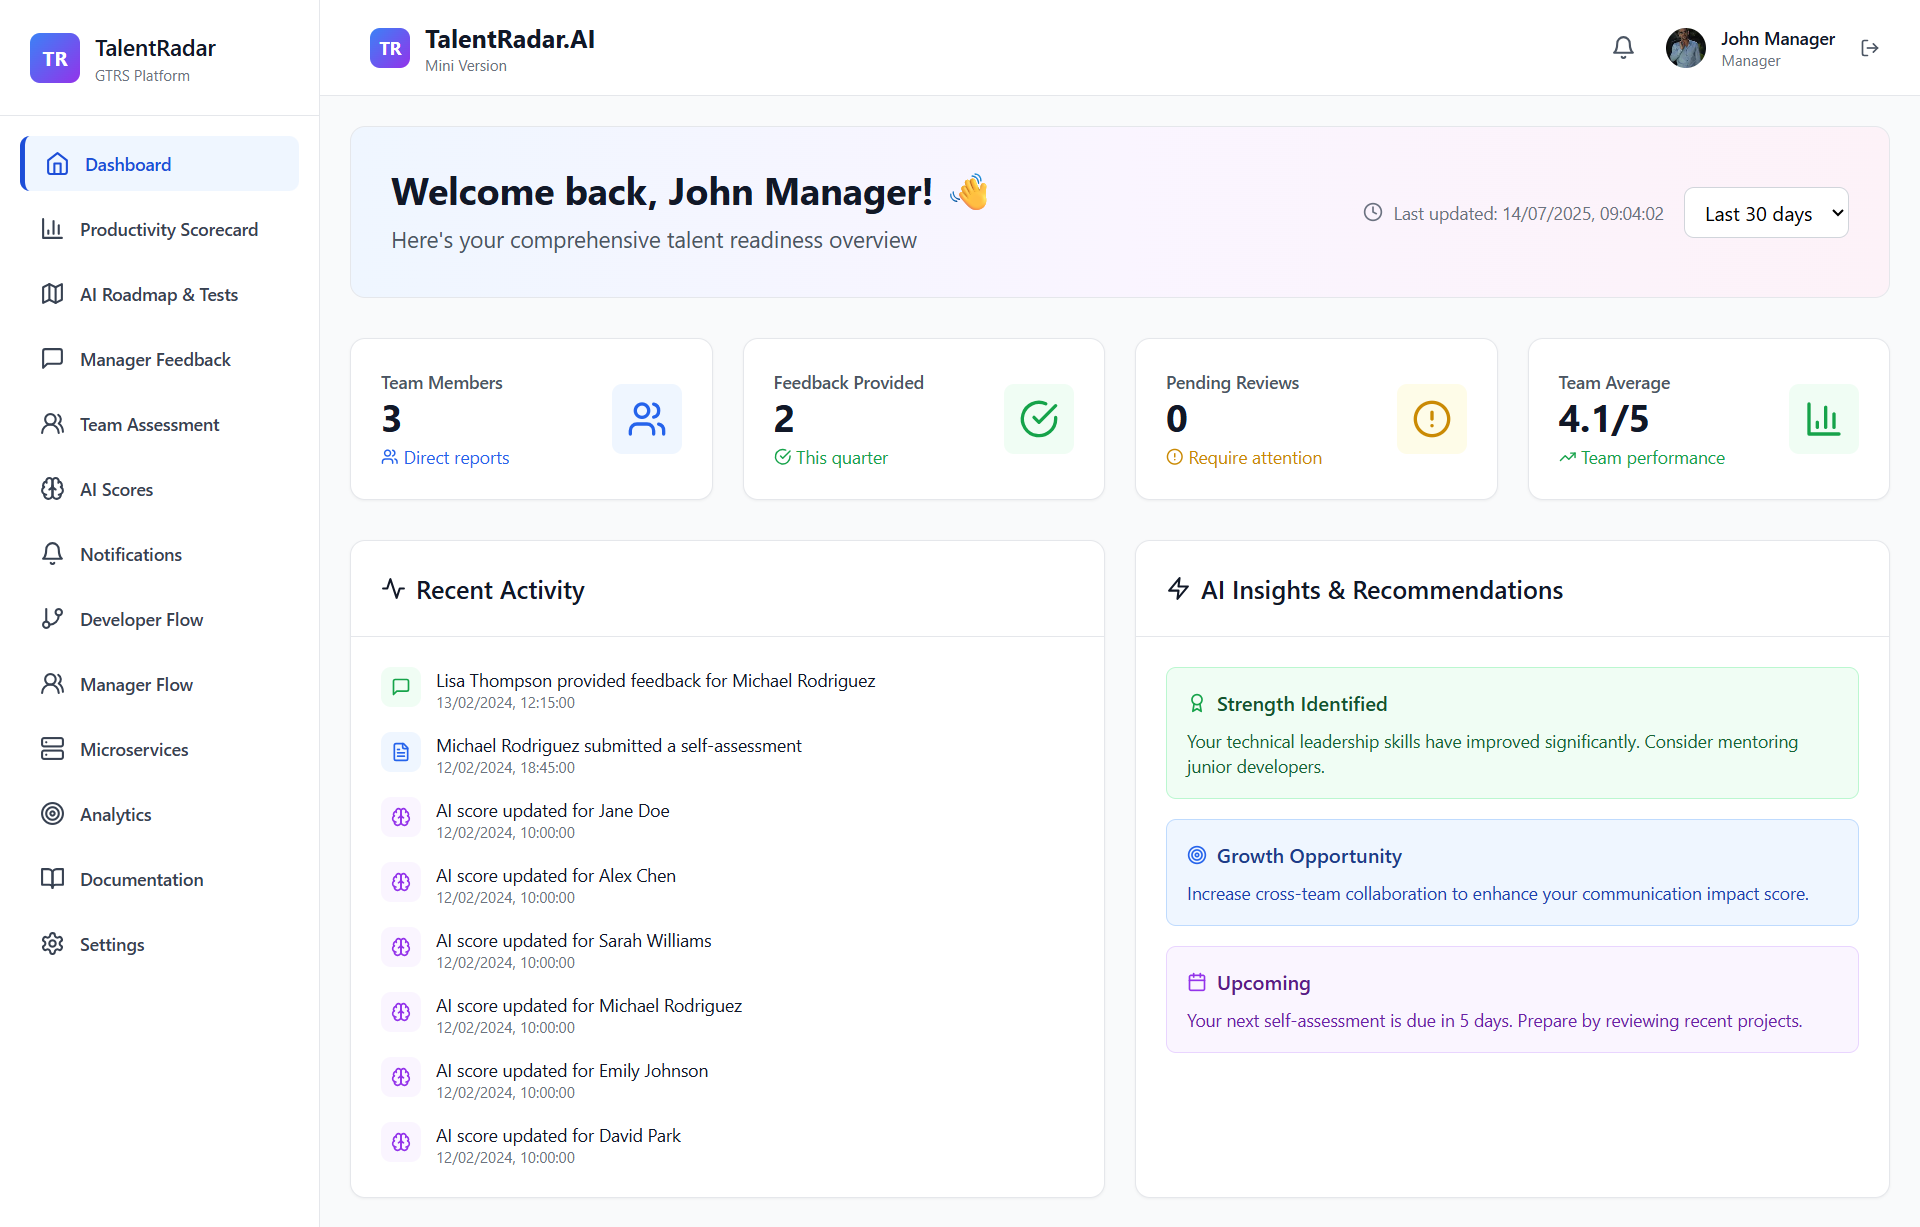 TR
TalentRadar
GTRS Platform
Dashboard
Productivity Scorecard
AI Roadmap & Tests
Manager Feedback
Team Assessment
AI Scores
Notifications
Developer Flow
Manager Flow
Microservices
Analytics
Documentation
Settings
TR
TalentRadar.AI
Mini Version
John Manager
Manager
Welcome back, John Manager! 👋
Here's your comprehensive talent readiness overview
Last updated: 14/07/2025, 09:04:02
Last 30 days
Team Members
3
Direct reports
Feedback Provided
2
This quarter
Pending Reviews
0
Require attention
Team Average
4.1/5
Team performance
Recent Activity
Lisa Thompson provided feedback for Michael Rodriguez
13/02/2024, 12:15:00
Michael Rodriguez submitted a self-assessment
12/02/2024, 18:45:00
AI score updated for Jane Doe
12/02/2024, 10:00:00
AI score updated for Alex Chen
12/02/2024, 10:00:00
AI score updated for Sarah Williams
12/02/2024, 10:00:00
AI score updated for Michael Rodriguez
12/02/2024, 10:00:00
AI score updated for Emily Johnson
12/02/2024, 10:00:00
AI score updated for David Park
12/02/2024, 10:00:00
AI Insights & Recommendations
Strength Identified
Your technical leadership skills have improved significantly. Consider mentoring
junior developers.
Growth Opportunity
Increase cross-team collaboration to enhance your communication impact score.
Upcoming
Your next self-assessment is due in 5 days. Prepare by reviewing recent projects.